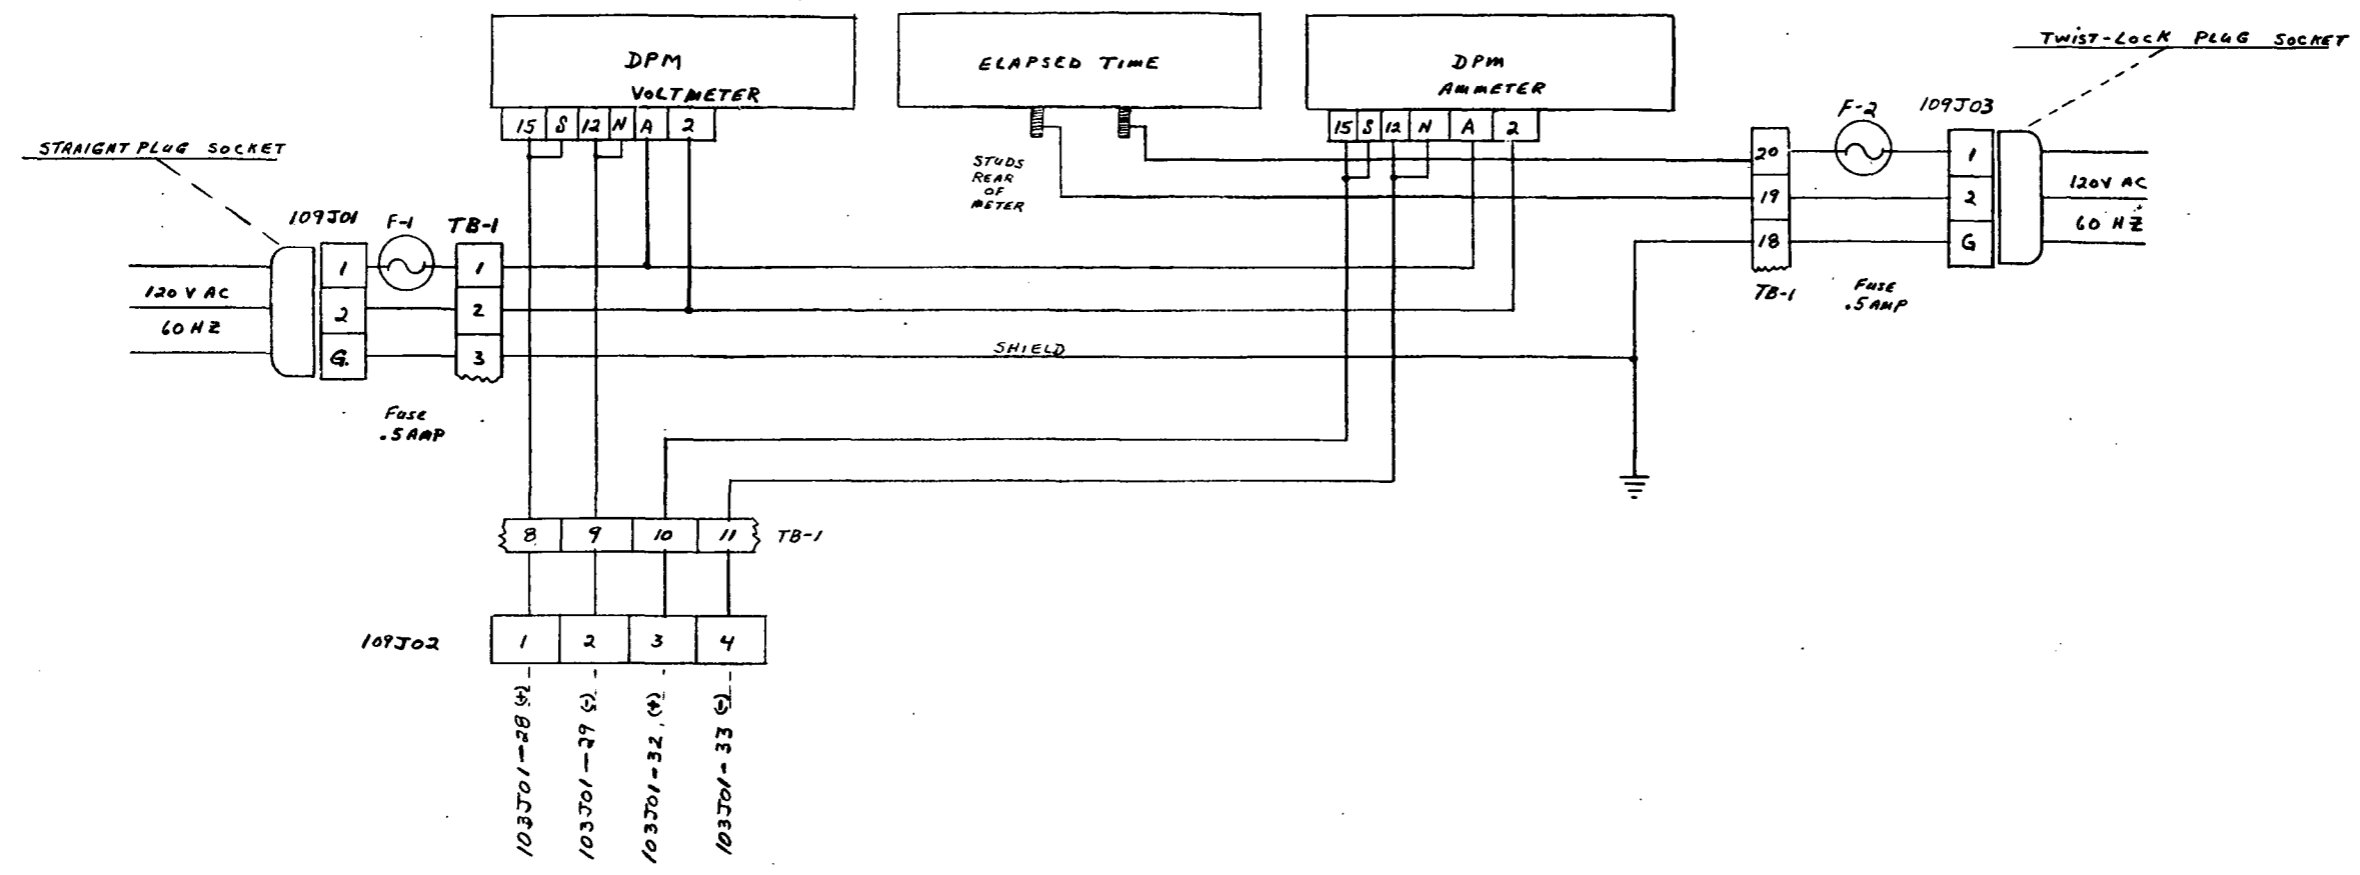 DPM
VOLTMETER
15 S 12 N A 2
ELAPSED TIME
STUDS
REAR
OF
METER
DPM
AMMETER
15 S 12 N A 2
TWIST-LOCK PLUG SOCKET
F-2
109J03
20
19
18
TB-1
1
2
G
Fuse
.5AMP
120V AC
60 HZ
STRAIGHT PLUG SOCKET
109J01
F-1
TB-1
120 V AC
60 HZ
1
2
G.
1
2
3
Fuse
.5AMP
SHIELD
8 9 10 11 TB-1
109J02
1 2 3 4
103J01-28 (+)
103J01-29 (-)
103J01-32 (+)
103J01-33 (-)